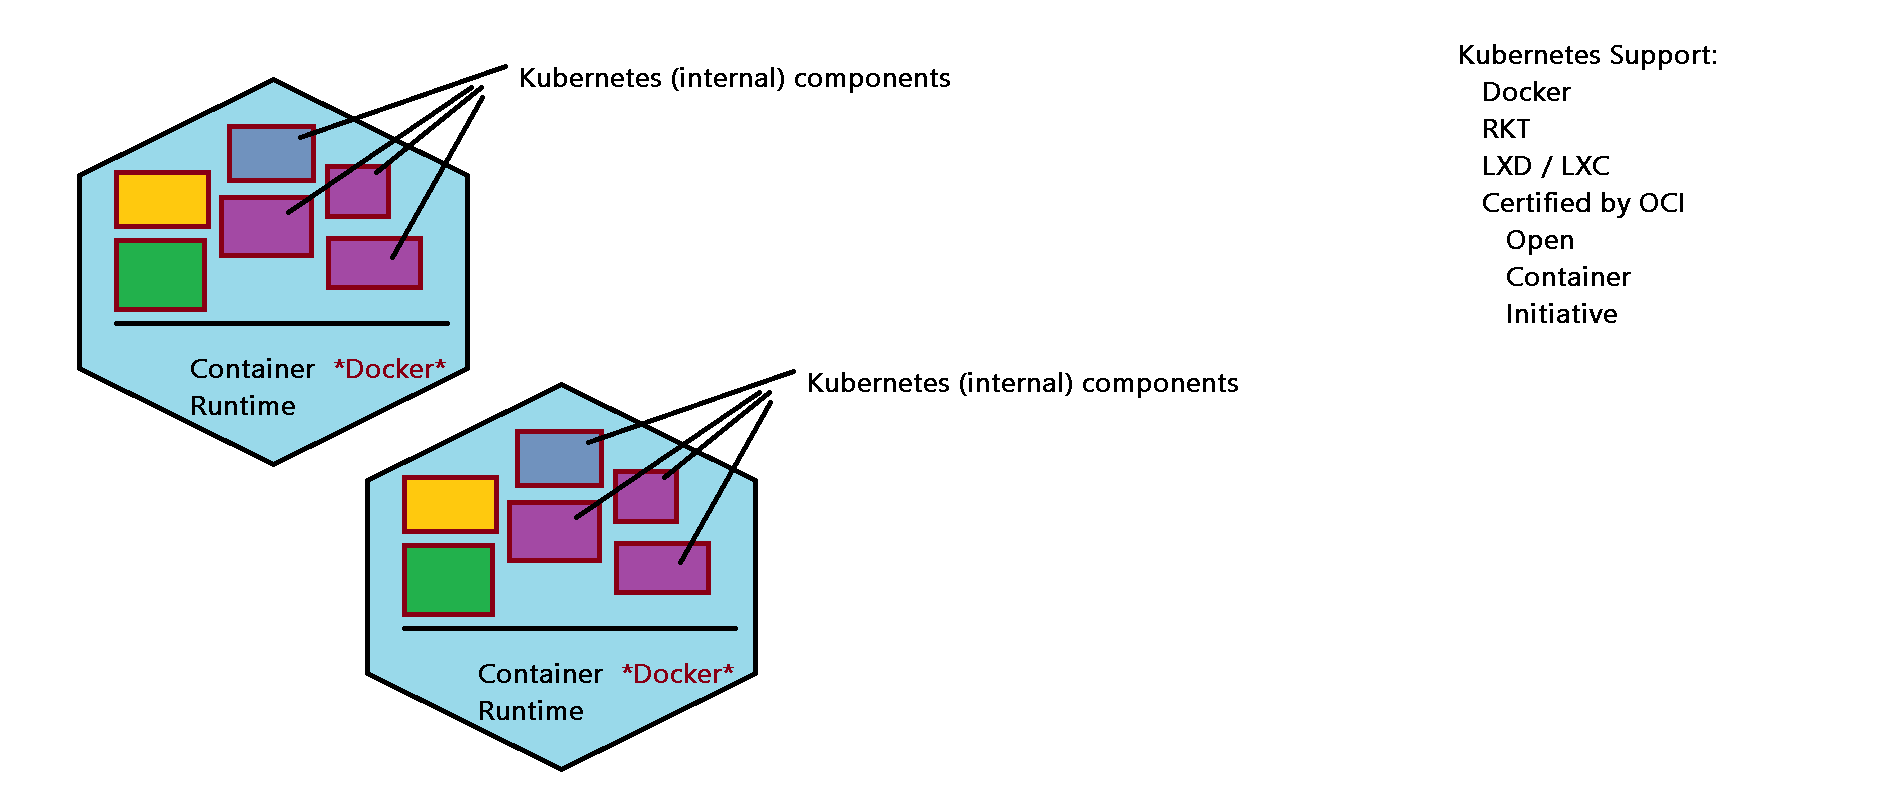 Kubernetes (internal) components
Container *Docker*
Runtime
Kubernetes (internal) components
Container *Docker*
Runtime
Kubernetes Support:
Docker
RKT
LXD / LXC
Certified by OCI
Open
Container
Initiative